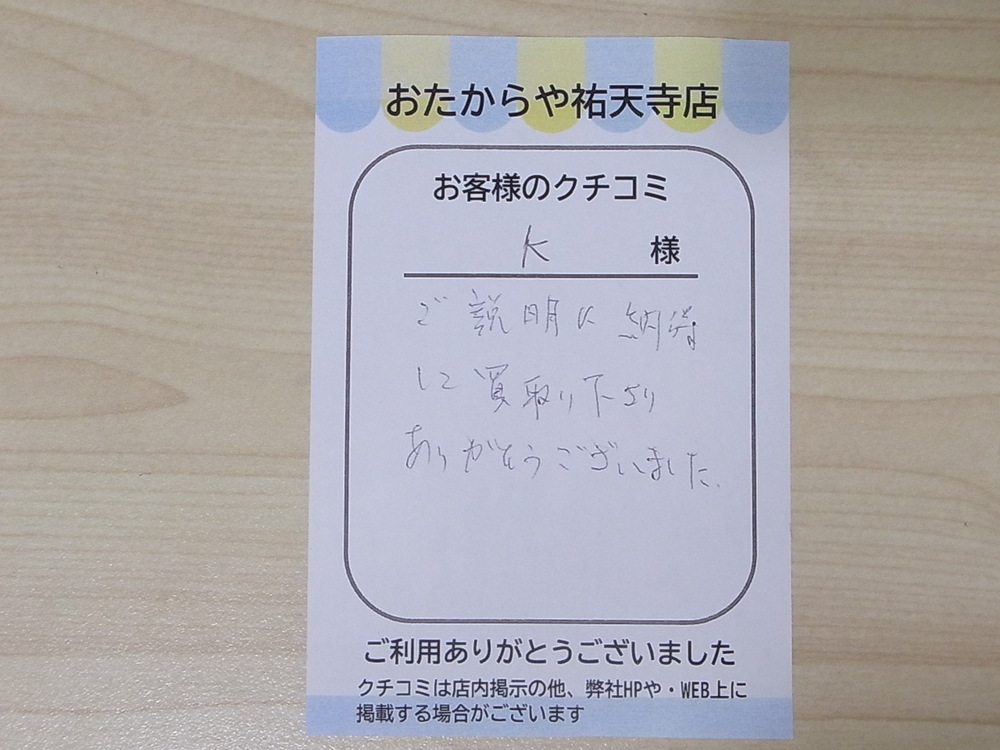 おたからや祐天寺店
お客様のクチコミ
K 様
ご説明に納得
して買取り下さり
ありがとうございました.
ご利用ありがとうございました
クチコミは店内掲示の他、弊社HPや・WEB上に
掲載する場合がございます